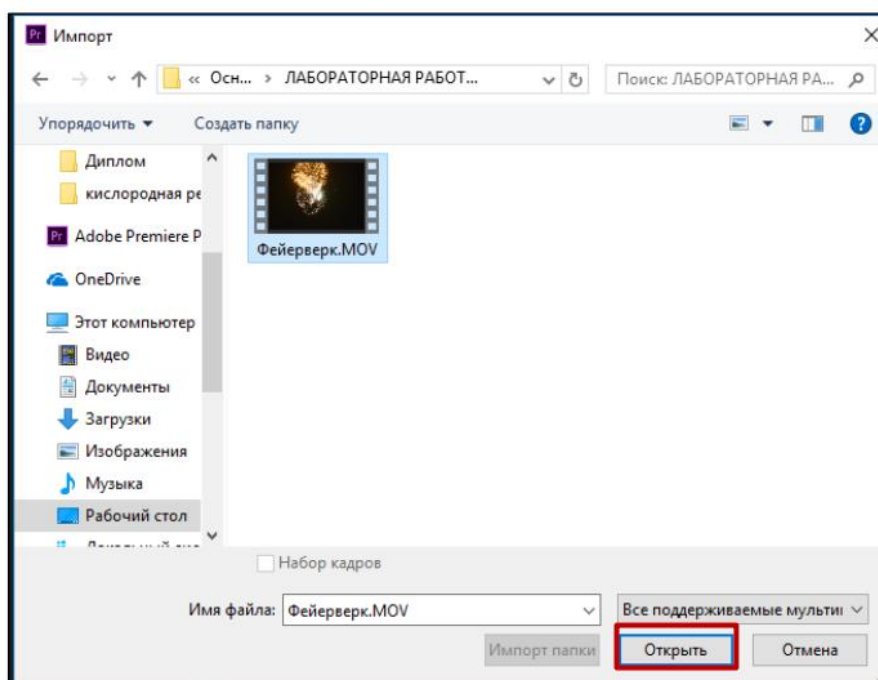 Pr Импорт
« Осн... > ЛАБОРАТОРНАЯ РАБОТ...
Поиск: ЛАБОРАТОРНАЯ РА...
Упорядочить
Создать папку
?
Диплом
кислородная ре
Pr Adobe Premiere P
OneDrive
Этот компьютер
Видео
Документы
Загрузки
Изображения
Музыка
Рабочий стол
Фейерверк.MOV
Набор кадров
Имя файла: Фейерверк.MOV
Все поддерживаемые мульти
Импорт папки
Открыть
Отмена